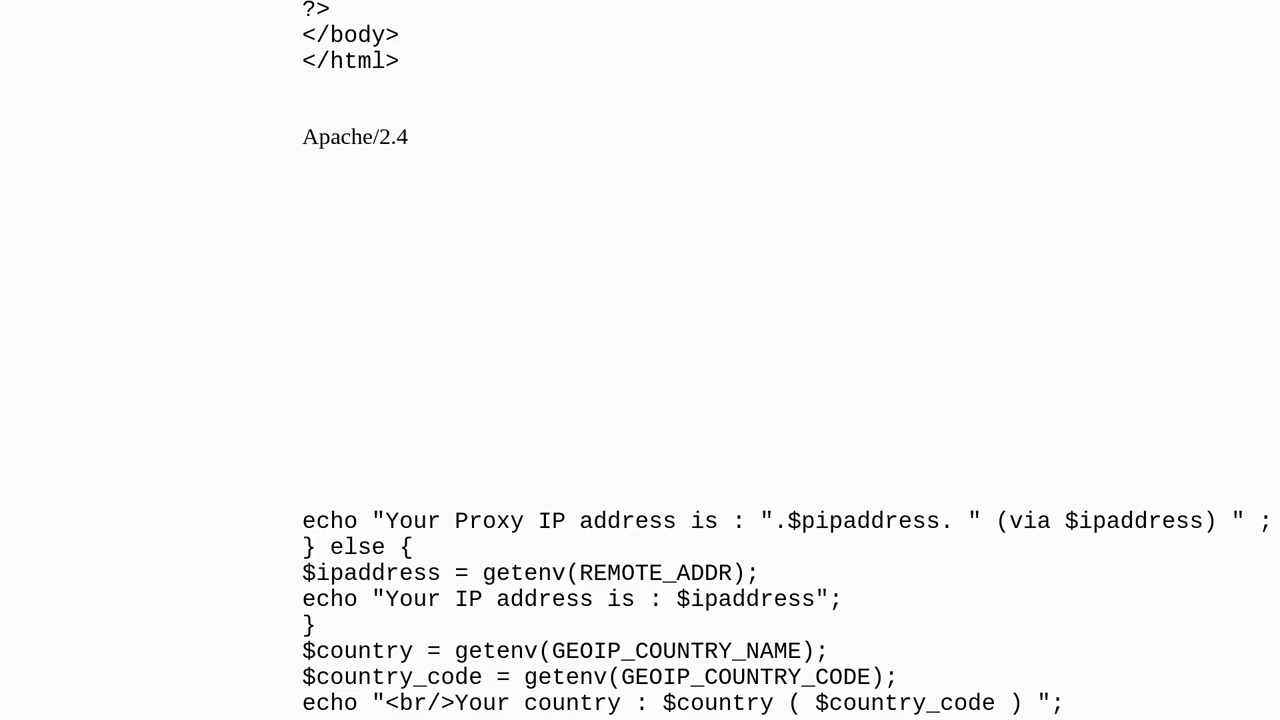 ?>
</body>
</html>
Apache/2.4
echo "Your Proxy IP address is : ".$pipaddress. " (via $ipaddress) " ;
} else {
$ipaddress = getenv(REMOTE_ADDR);
echo "Your IP address is : $ipaddress";
}
$country = getenv(GEOIP_COUNTRY_NAME);
$country_code = getenv(GEOIP_COUNTRY_CODE);
echo "<br/>Your country : $country ( $country_code ) ";